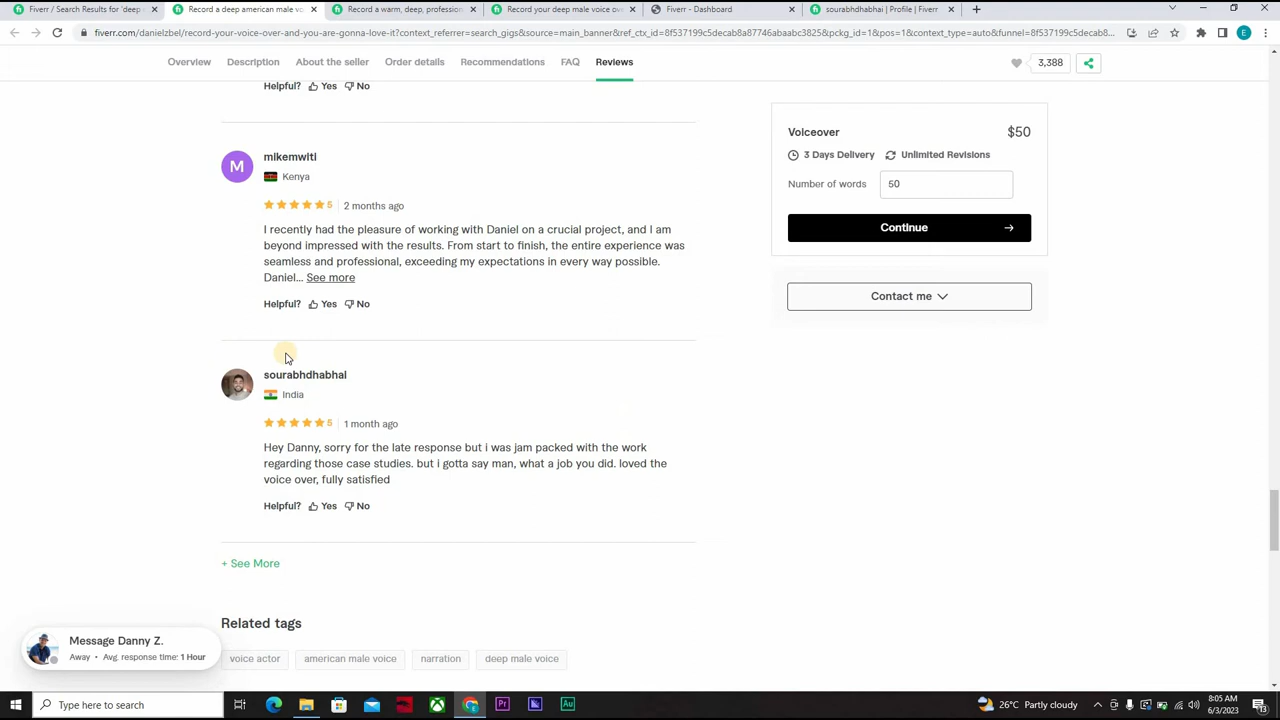 Fiverr / Search Results for 'deep
Record a deep american male vo
Record a warm, deep, profession
Record your deep male voice ove
Fiverr - Dashboard
sourabhdhabhai | Profile | Fiverr
fiverr.com/danielzbel/record-your-voice-over-and-you-are-gonna-love-it?context_referrer=search_gigs&source=main_banner&ref_ctx_id=8f537199c5decab8a87746abaabc3825&pckg_id=1&pos=1&context_type=auto&funnel=8f537199c5decab8a87746abaabc382...
E
Overview Description About the seller Order details Recommendations FAQ Reviews
3,388
Helpful? Yes No
M
mikemwiti
Kenya
5 | 2 months ago
I recently had the pleasure of working with Daniel on a crucial project, and I am
beyond impressed with the results. From start to finish, the entire experience was
seamless and professional, exceeding my expectations in every way possible.
Daniel... See more
Helpful? Yes No
sourabhdhabhai
India
5 | 1 month ago
Hey Danny, sorry for the late response but i was jam packed with the work
regarding those case studies. but i gotta say man, what a job you did. loved the
voice over, fully satisfied
Helpful? Yes No
+ See More
Related tags
voice actor american male voice narration deep male voice
Voiceover $50
3 Days Delivery Unlimited Revisions
Number of words 50
Continue
Contact me
Message Danny Z.
Away • Avg. response time: 1 Hour
Type here to search
Pr
Au
26°C Partly cloudy
8:05 AM
6/3/2023